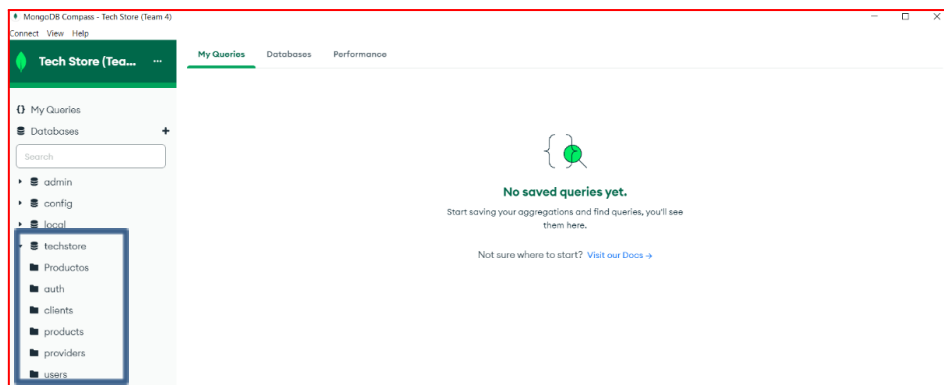 MongoDB Compass - Tech Store (Team 4)
Connect View Help
Tech Store (Tea... ...
My Queries Databases Performance
{} My Queries
Databases +
Search
admin
config
local
techstore
Productos
auth
clients
products
providers
users
No saved queries yet.
Start saving your aggregations and find queries, you'll see
them here.
Not sure where to start? Visit our Docs →